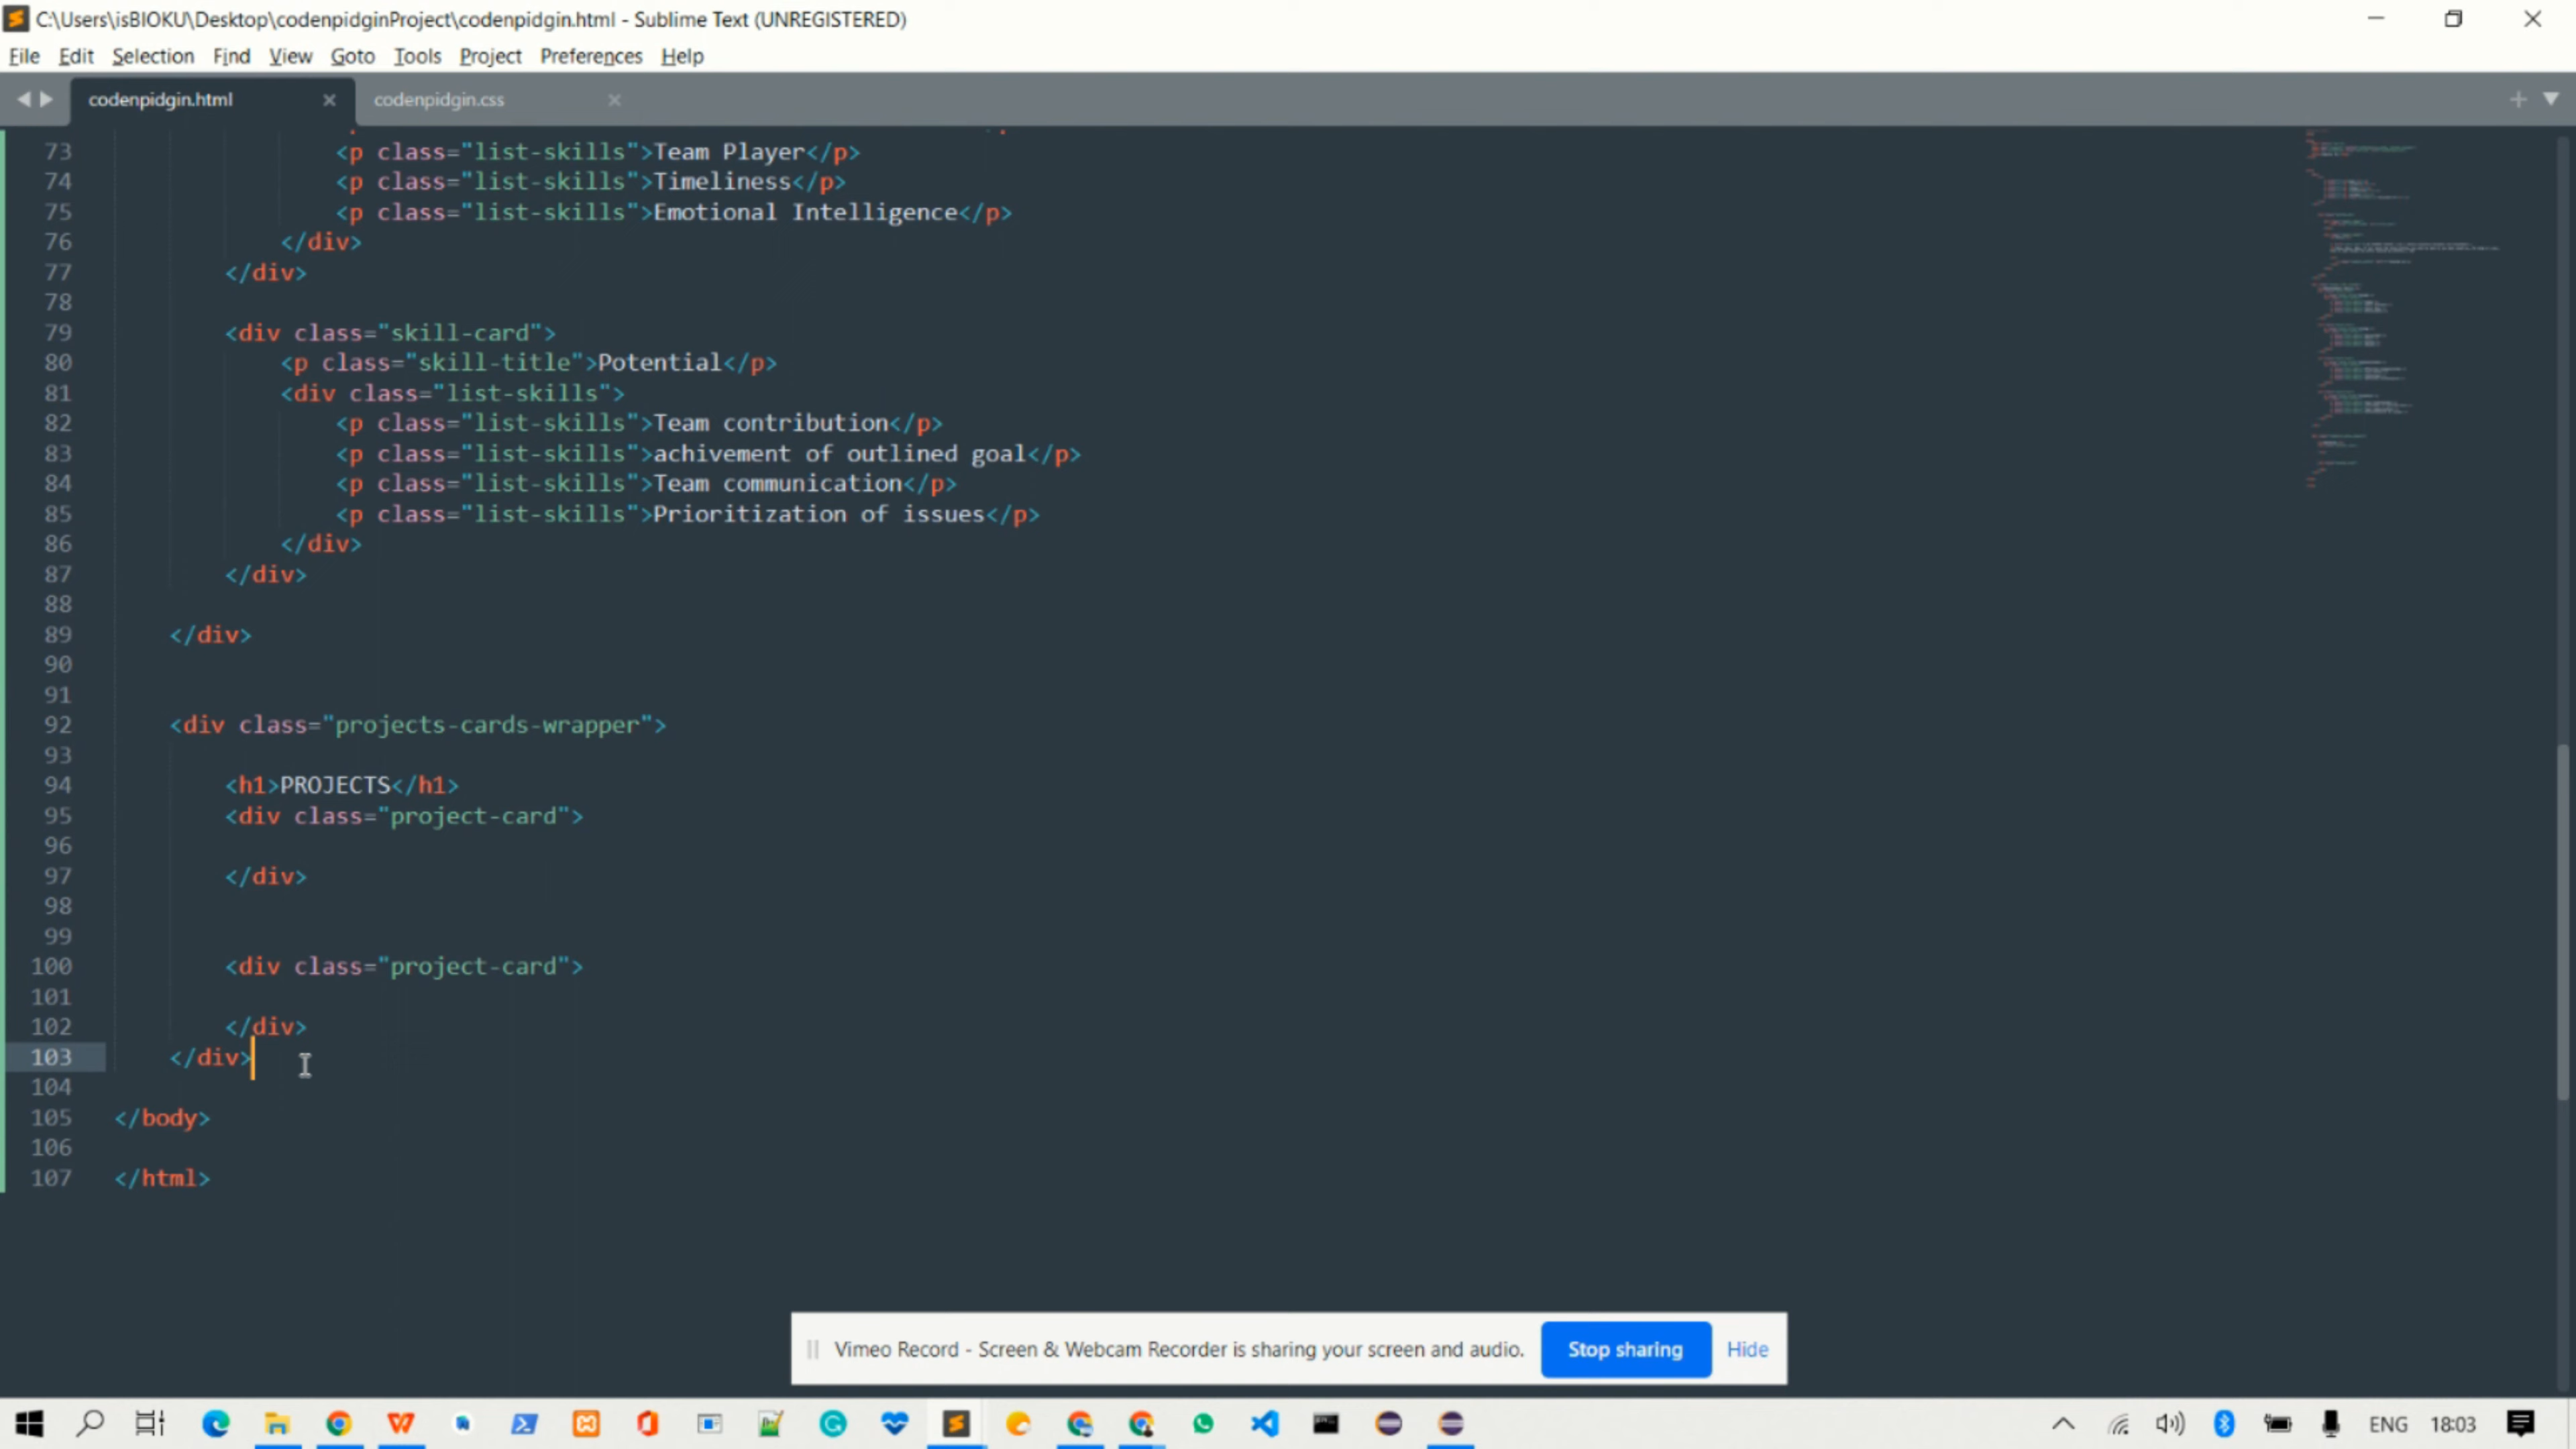 C:\Users\isBIOKU\Desktop\codenpidginProject\codenpidgin.html - Sublime Text (UNREGISTERED)
File Edit Selection Find View Goto Tools Project Preferences Help
codenpidgin.html codenpidgin.css
73 <p class="list-skills">Team Player</p>
74 <p class="list-skills">Timeliness</p>
75 <p class="list-skills">Emotional Intelligence</p>
76 </div>
77 </div>
78
79 <div class="skill-card">
80 <p class="skill-title">Potential</p>
81 <div class="list-skills">
82 <p class="list-skills">Team contribution</p>
83 <p class="list-skills">achivement of outlined goal</p>
84 <p class="list-skills">Team communication</p>
85 <p class="list-skills">Prioritization of issues</p>
86 </div>
87 </div>
88
89 </div>
90
91
92 <div class="projects-cards-wrapper">
93
94 <h1>PROJECTS</h1>
95 <div class="project-card">
96
97 </div>
98
99
100 <div class="project-card">
101
102 </div>
103 </div>
104
105 </body>
106
107 </html>
Vimeo Record - Screen & Webcam Recorder is sharing your screen and audio. Stop sharing Hide
ENG 18:03